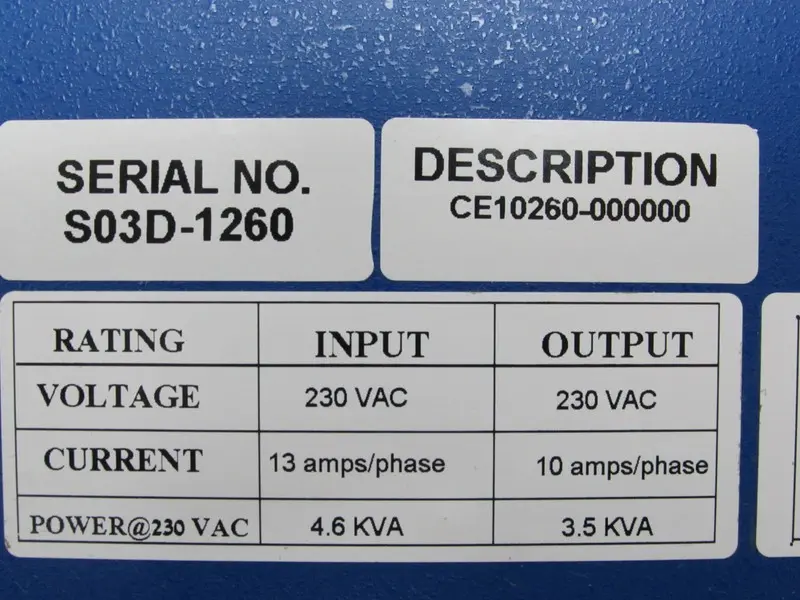 SERIAL NO.
S03D-1260
DESCRIPTION
CE10260-000000
RATING INPUT OUTPUT
VOLTAGE 230 VAC 230 VAC
CURRENT 13 amps/phase 10 amps/phase
POWER@230 VAC 4.6 KVA 3.5 KVA